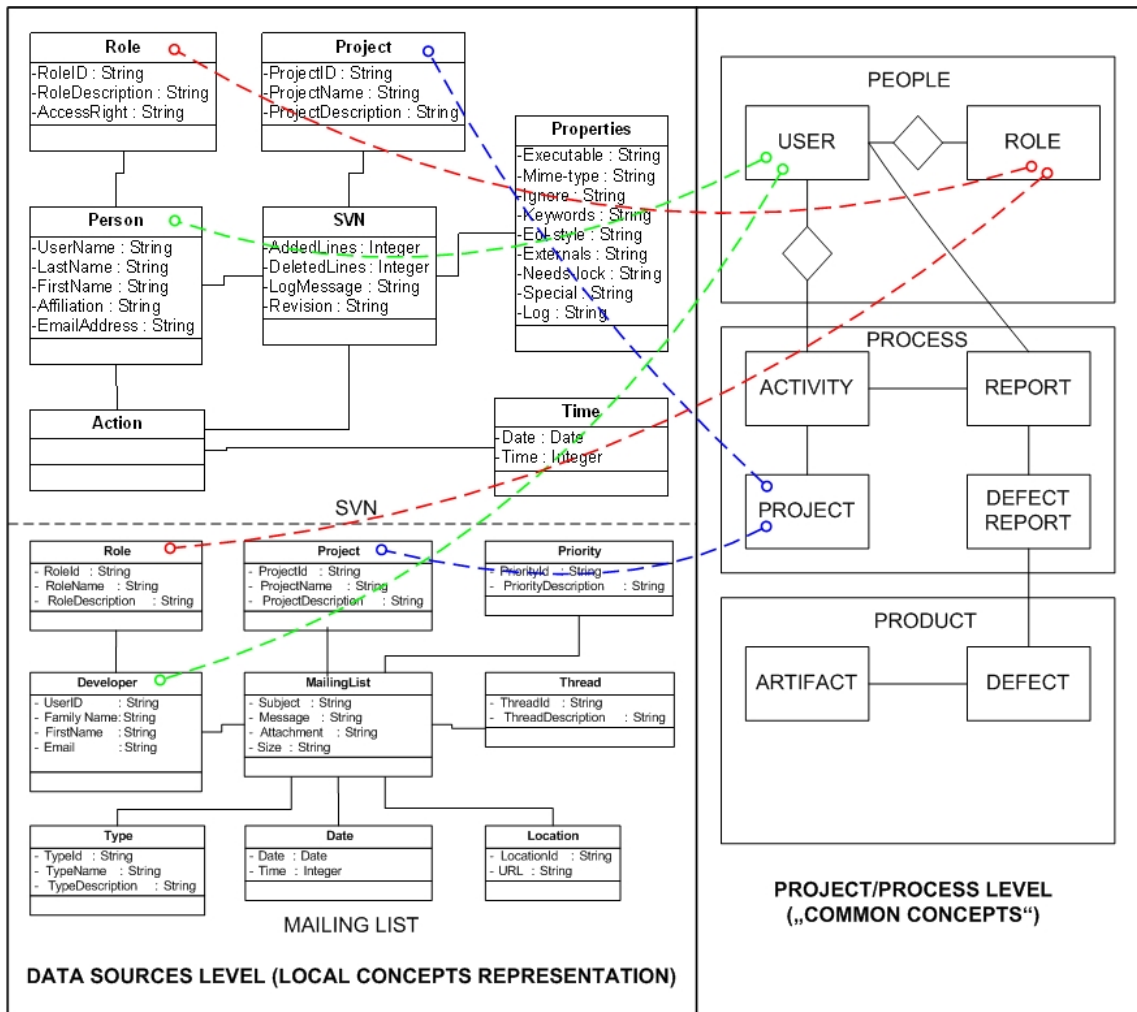 Role
-RoleID : String
-RoleDescription : String
-AccessRight : String
Project
-ProjectID : String
-ProjectName : String
-ProjectDescription : String
Properties
-Executable : String
-Mime-type : String
-Ignore : String
-Keywords : String
-Eol-style : String
-Externals : String
-Needs-lock : String
-Special : String
-Log : String
Person
-UserName : String
-LastName : String
-FirstName : String
-Affiliation : String
-EmailAddress : String
SVN
-AddedLines : Integer
-DeletedLines : Integer
-LogMessage : String
-Revision : String
Action
Time
-Date : Date
-Time : Integer
SVN
Role
- RoleId : String
- RoleName : String
- RoleDescription : String
Project
- ProjectId : String
- ProjectName : String
- ProjectDescription : String
Priority
- PriorityId : String
- PriorityDescription : String
Developer
- UserID : String
- Family Name: String
- FirstName : String
- Email : String
MailingList
- Subject : String
- Message : String
- Attachment : String
- Size : String
Thread
- ThreadId : String
- ThreadDescription : String
Type
- TypeId : String
- TypeName : String
- TypeDescription : String
Date
- Date : Date
- Time : Integer
Location
- LocationId : String
- URL : String
MAILING LIST
DATA SOURCES LEVEL (LOCAL CONCEPTS REPRESENTATION)
PEOPLE
USER
ROLE
PROCESS
ACTIVITY
REPORT
PROJECT
DEFECT
REPORT
PRODUCT
ARTIFACT
DEFECT
PROJECT/PROCESS LEVEL
(„COMMON CONCEPTS“)